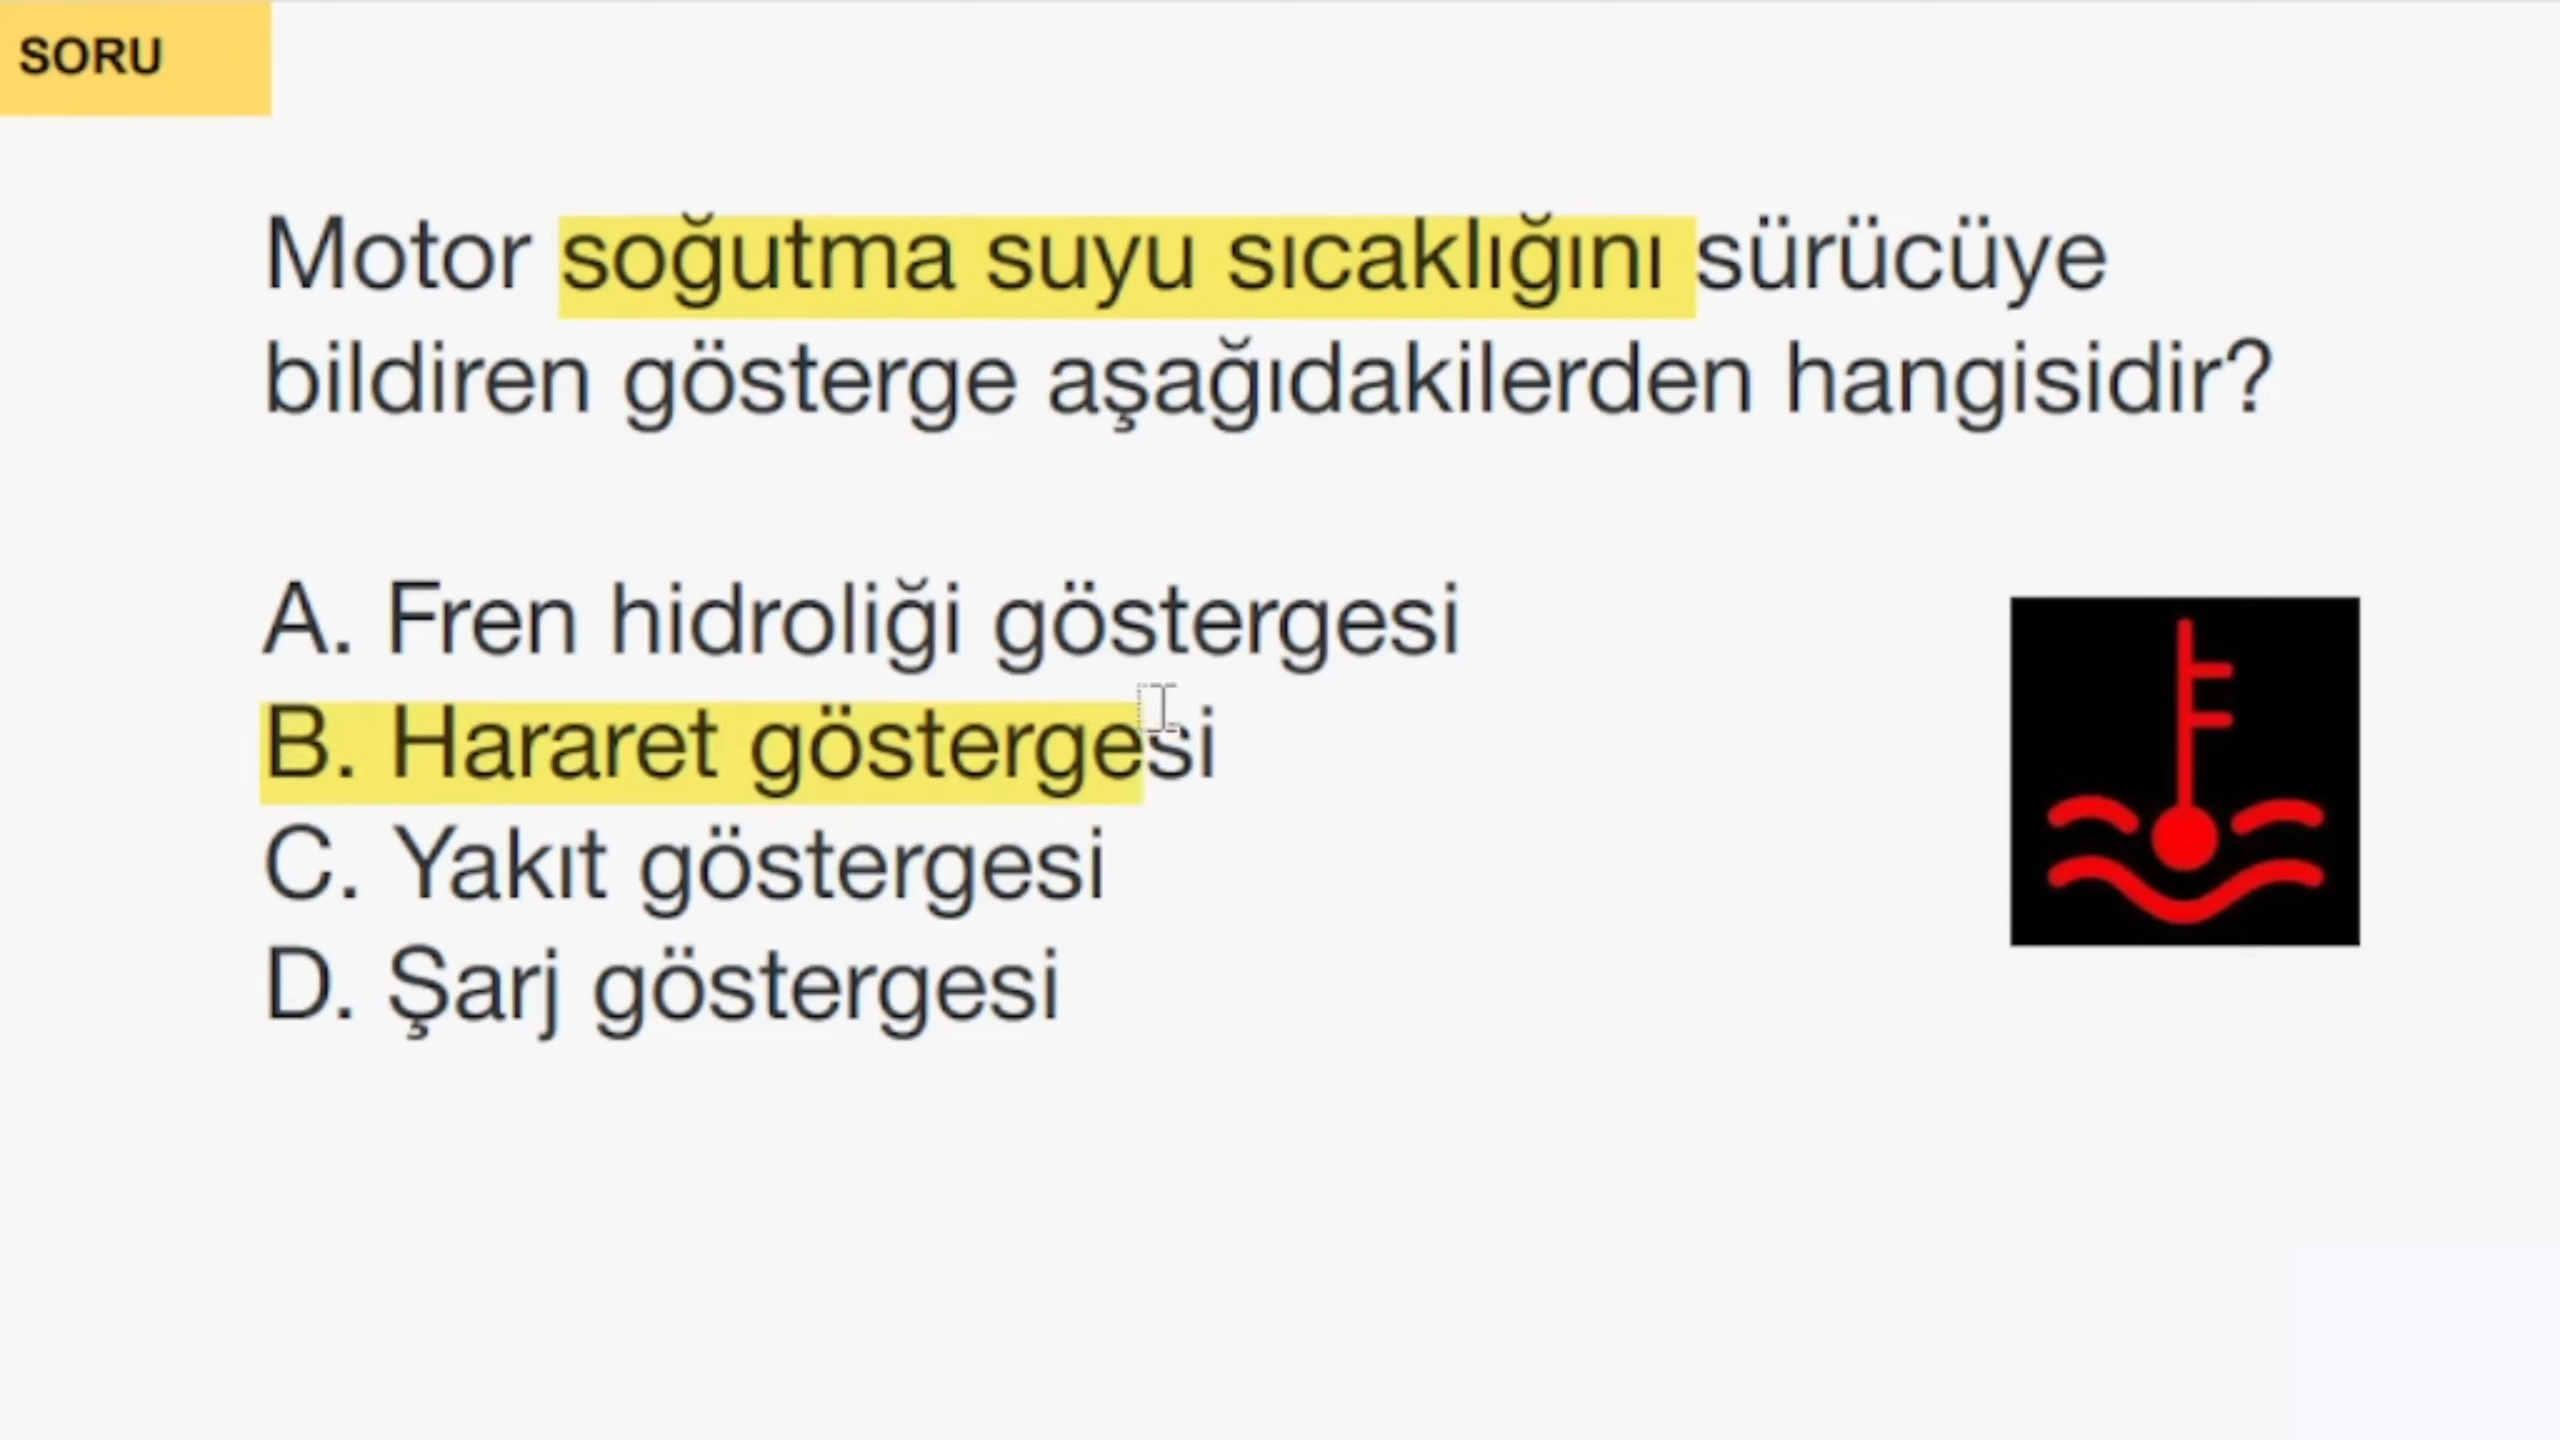 SORU
Motor soğutma suyu sıcaklığını sürücüye
bildiren gösterge aşağıdakilerden hangisidir?
A. Fren hidroliği göstergesi
B. Hararet göstergesi
C. Yakıt göstergesi
D. Şarj göstergesi